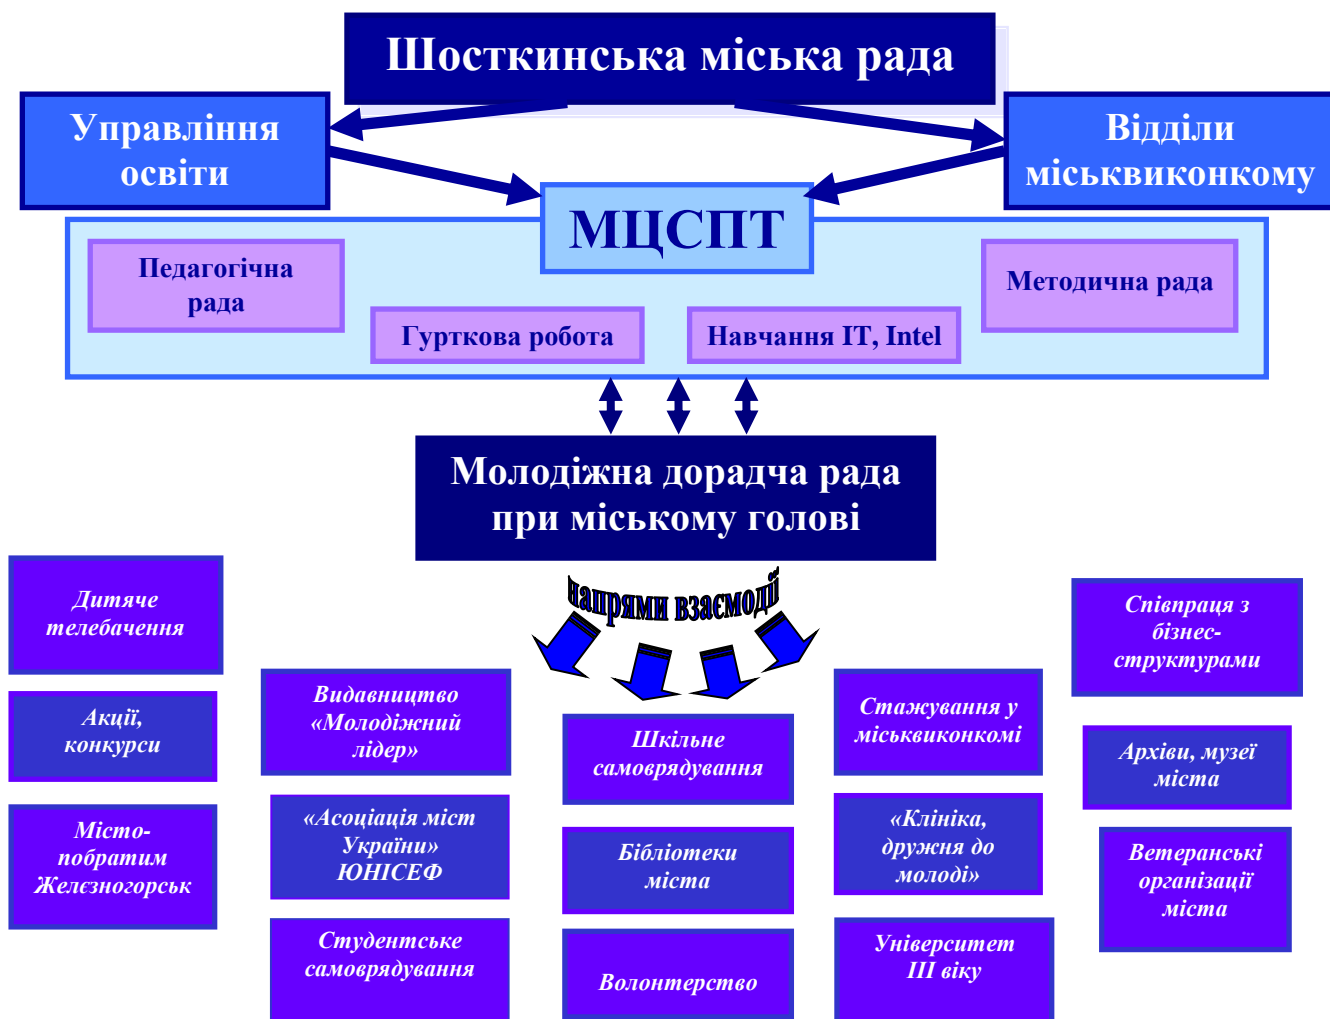 Шосткинська міська рада
Управління
освіти
Відділи
міськвиконкому
МЦСПТ
Педагогічна
рада
Гурткова робота
Навчання ІТ, Intel
Методична рада
Молодіжна дорадча рада
при міському голові
напрями взаємодії
Дитяче
телебачення
Акції,
конкурси
Місто-
побратим
Желєзногорськ
Видавництво
«Молодіжний
лідер»
«Асоціація міст
України»
ЮНІСЕФ
Студентське
самоврядування
Шкільне
самоврядування
Бібліотеки
міста
Волонтерство
Стажування у
міськвиконкомі
«Клініка,
дружня до
молоді»
Університет
ІІІ віку
Співпраця з
бізнес-
структурами
Архіви, музеї
міста
Ветеранські
організації
міста